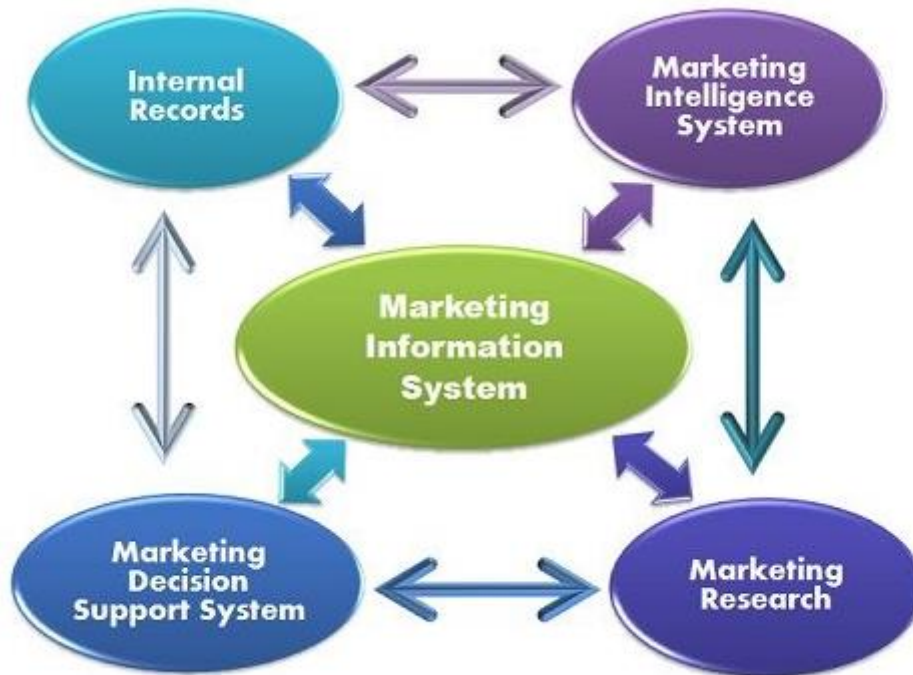 Internal
Records
Marketing
Intelligence
System
Marketing
Information
System
Marketing
Decision
Support System
Marketing
Research